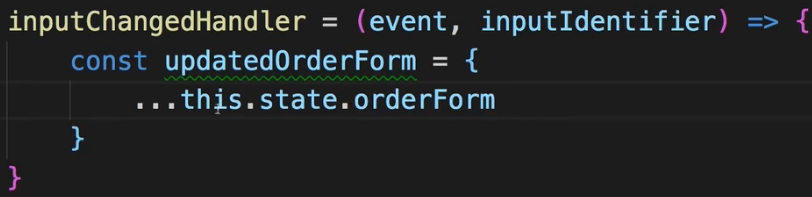 inputChangedHandler = (event, inputIdentifier) => {
    const updatedOrderForm = {
        ...this.state.orderForm
    }
}